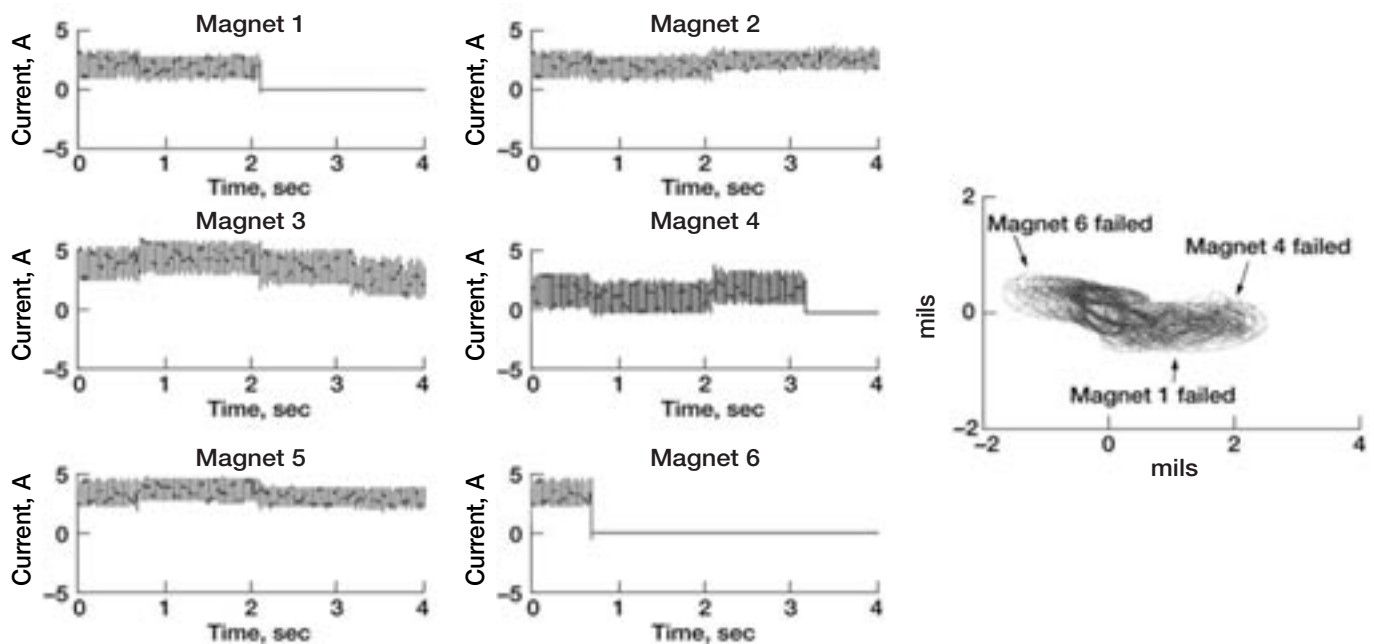 Magnet 1
5
0
−5
Current, A
0 1 2 3 4
Time, sec
Magnet 2
5
0
−5
Current, A
0 1 2 3 4
Time, sec
Magnet 3
5
0
−5
Current, A
0 1 2 3 4
Time, sec
Magnet 4
5
0
−5
Current, A
0 1 2 3 4
Time, sec
Magnet 5
5
0
−5
Current, A
0 1 2 3 4
Time, sec
Magnet 6
5
0
−5
Current, A
0 1 2 3 4
Time, sec
2
Magnet 6 failed
Magnet 4 failed
0
mils
Magnet 1 failed
−2
−2 0 2 4
mils